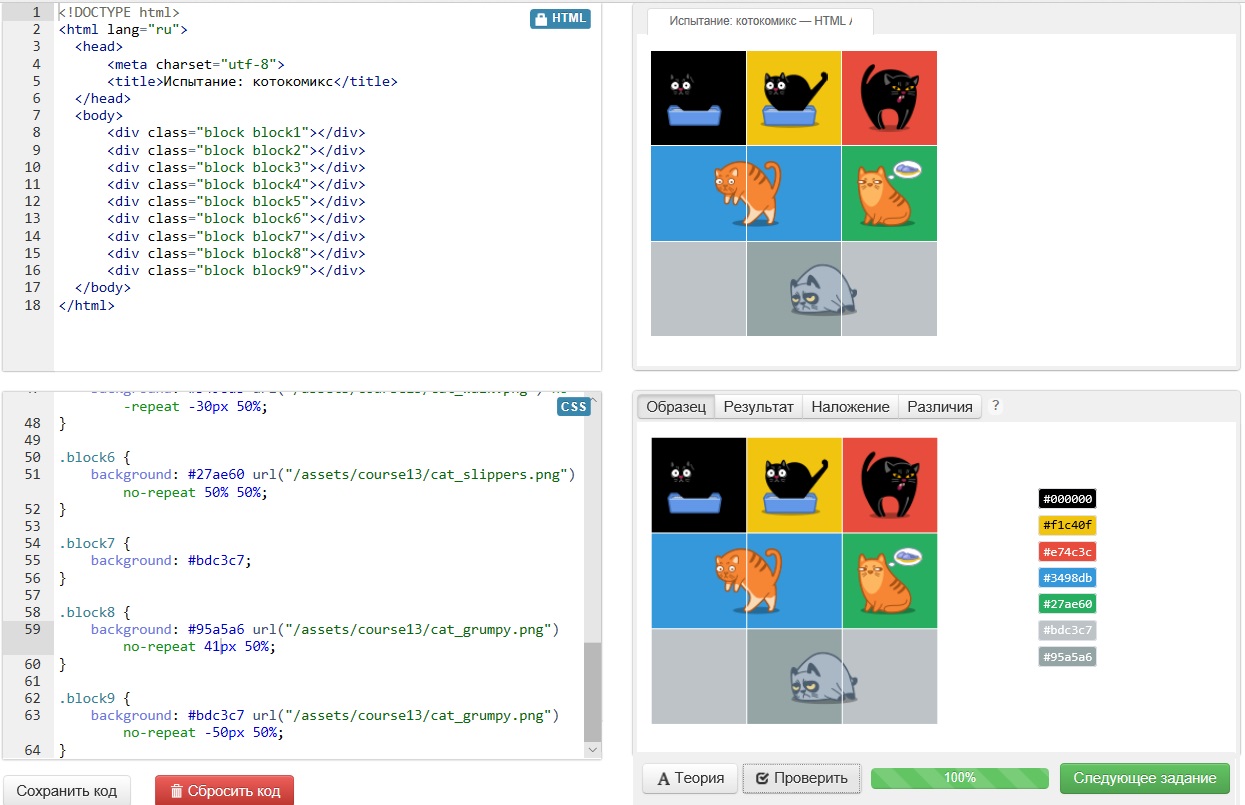 1 <!DOCTYPE html>
HTML
2 <html lang="ru">
3 <head>
4 <meta charset="utf-8">
5 <title>Испытание: котокомикс</title>
6 </head>
7 <body>
8 <div class="block block1"></div>
9 <div class="block block2"></div>
10 <div class="block block3"></div>
11 <div class="block block4"></div>
12 <div class="block block5"></div>
13 <div class="block block6"></div>
14 <div class="block block7"></div>
15 <div class="block block8"></div>
16 <div class="block block9"></div>
17 </body>
18 </html>
Испытание: котокомикс — HTML /
CSS
-repeat -30px 50%;
48 }
49
50 .block6 {
51 background: #27ae60 url("/assets/course13/cat_slippers.png")
no-repeat 50% 50%;
52 }
53
54 .block7 {
55 background: #bdc3c7;
56 }
57
58 .block8 {
59 background: #95a5a6 url("/assets/course13/cat_grumpy.png")
no-repeat 41px 50%;
60 }
61
62 .block9 {
63 background: #bdc3c7 url("/assets/course13/cat_grumpy.png")
no-repeat -50px 50%;
64 }
Образец Результат Наложение Различия ?
#000000
#f1c40f
#e74c3c
#3498db
#27ae60
#bdc3c7
#95a5a6
Сохранить код Сбросить код
Теория Проверить 100% Следующее задание